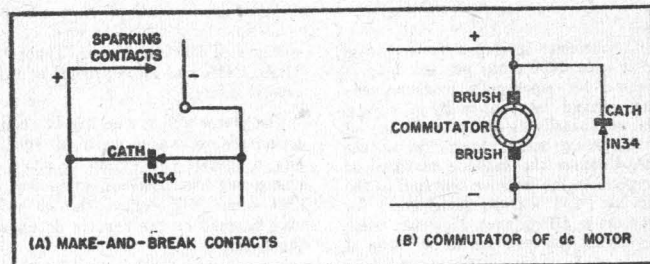 SPARKING
CONTACTS
+
−
CATH
IN34
(A) MAKE-AND-BREAK CONTACTS
+
BRUSH
COMMUTATOR
BRUSH
CATH
IN34
(B) COMMUTATOR OF dc MOTOR